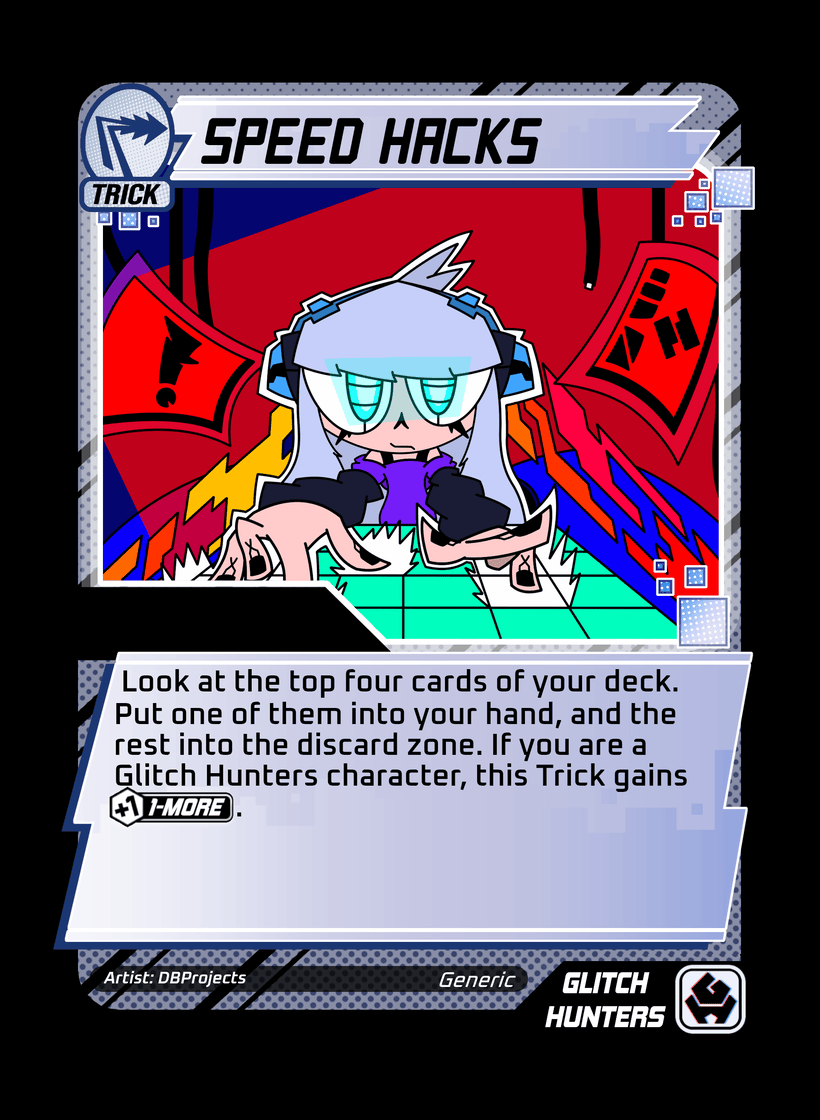 SPEED HACKS
TRICK
Look at the top four cards of your deck.
Put one of them into your hand, and the
rest into the discard zone. If you are a
Glitch Hunters character, this Trick gains
+1 1-MORE .
Artist: DBProjects
Generic
GLITCH
HUNTERS